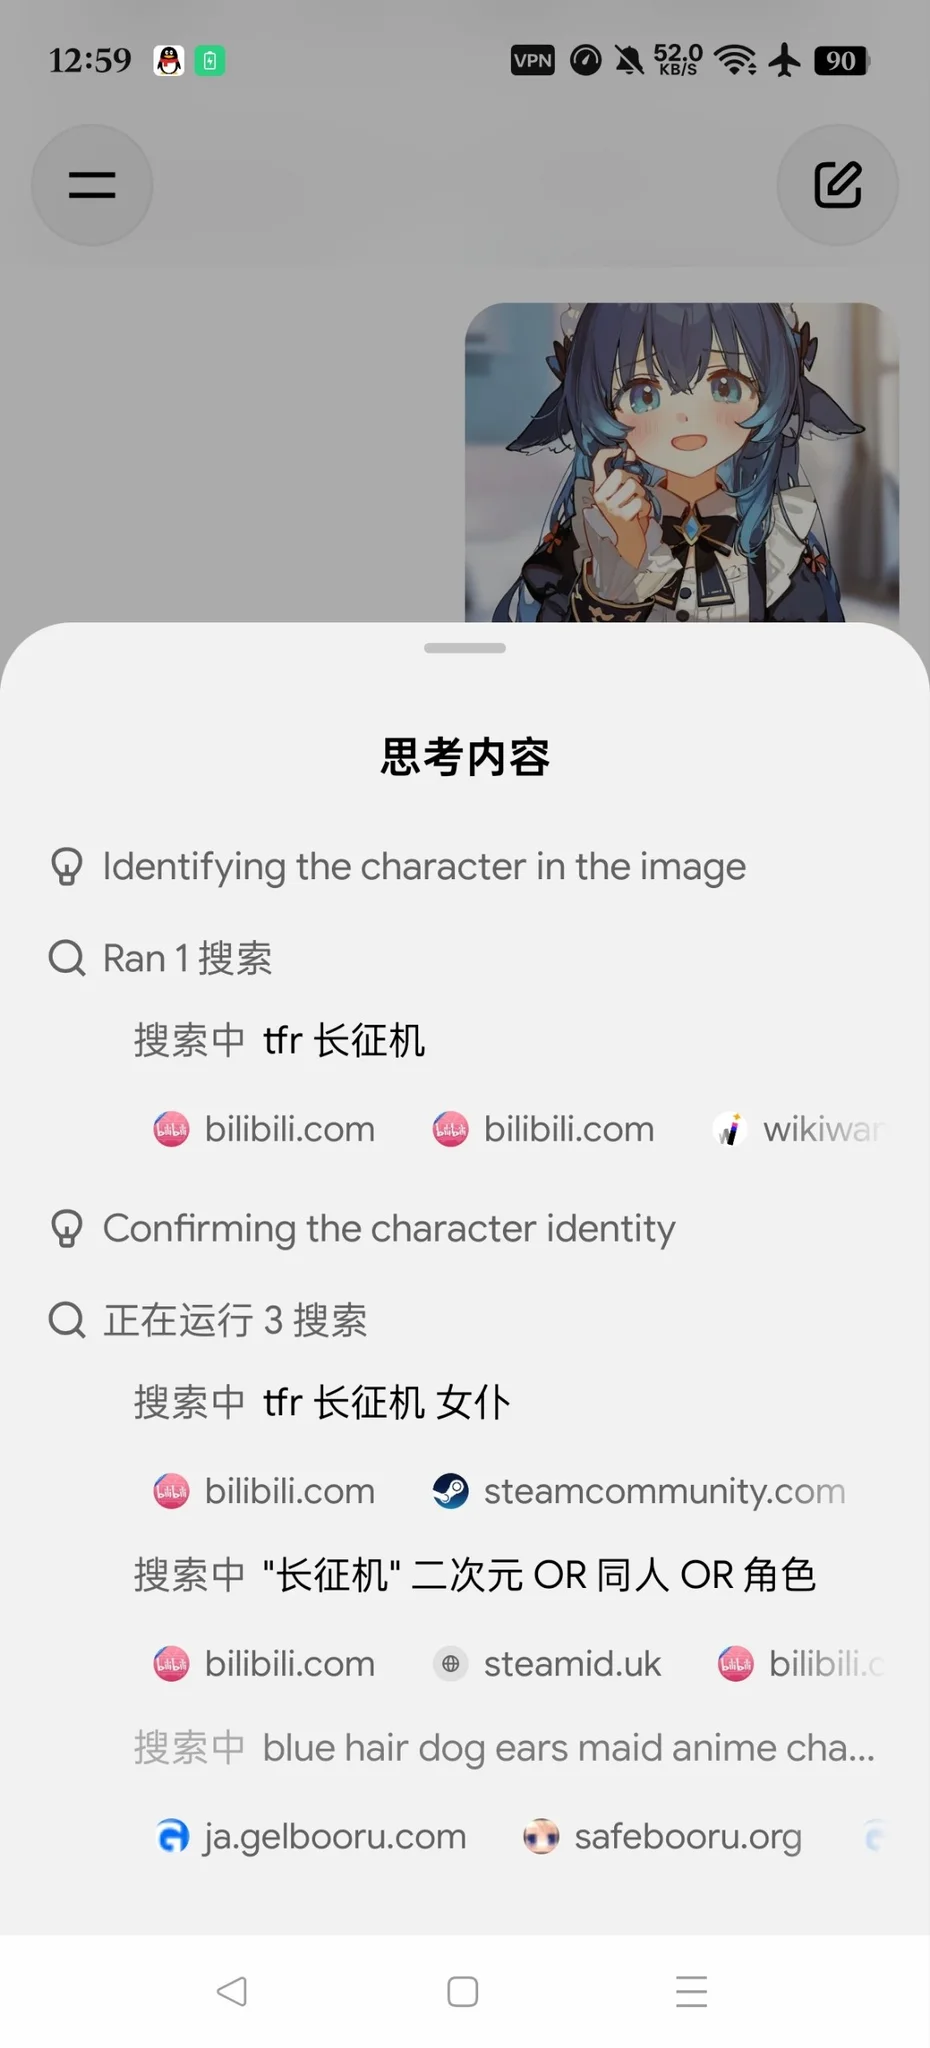 12:59 VPN 52.0 KB/S 90
思考内容
Identifying the character in the image
Ran 1 搜索
搜索中 tfr 长征机
bilibili.com bilibili.com wikiwar
Confirming the character identity
正在运行 3 搜索
搜索中 tfr 长征机 女仆
bilibili.com steamcommunity.com
搜索中 "长征机" 二次元 OR 同人 OR 角色
bilibili.com steamid.uk bilibili.c
搜索中 blue hair dog ears maid anime cha...
ja.gelbooru.com safebooru.org